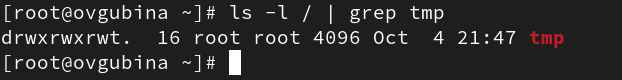 [root@ovgubina ~]# ls -l / | grep tmp
drwxrwxrwt.  16 root root 4096 Oct  4 21:47 tmp
[root@ovgubina ~]#